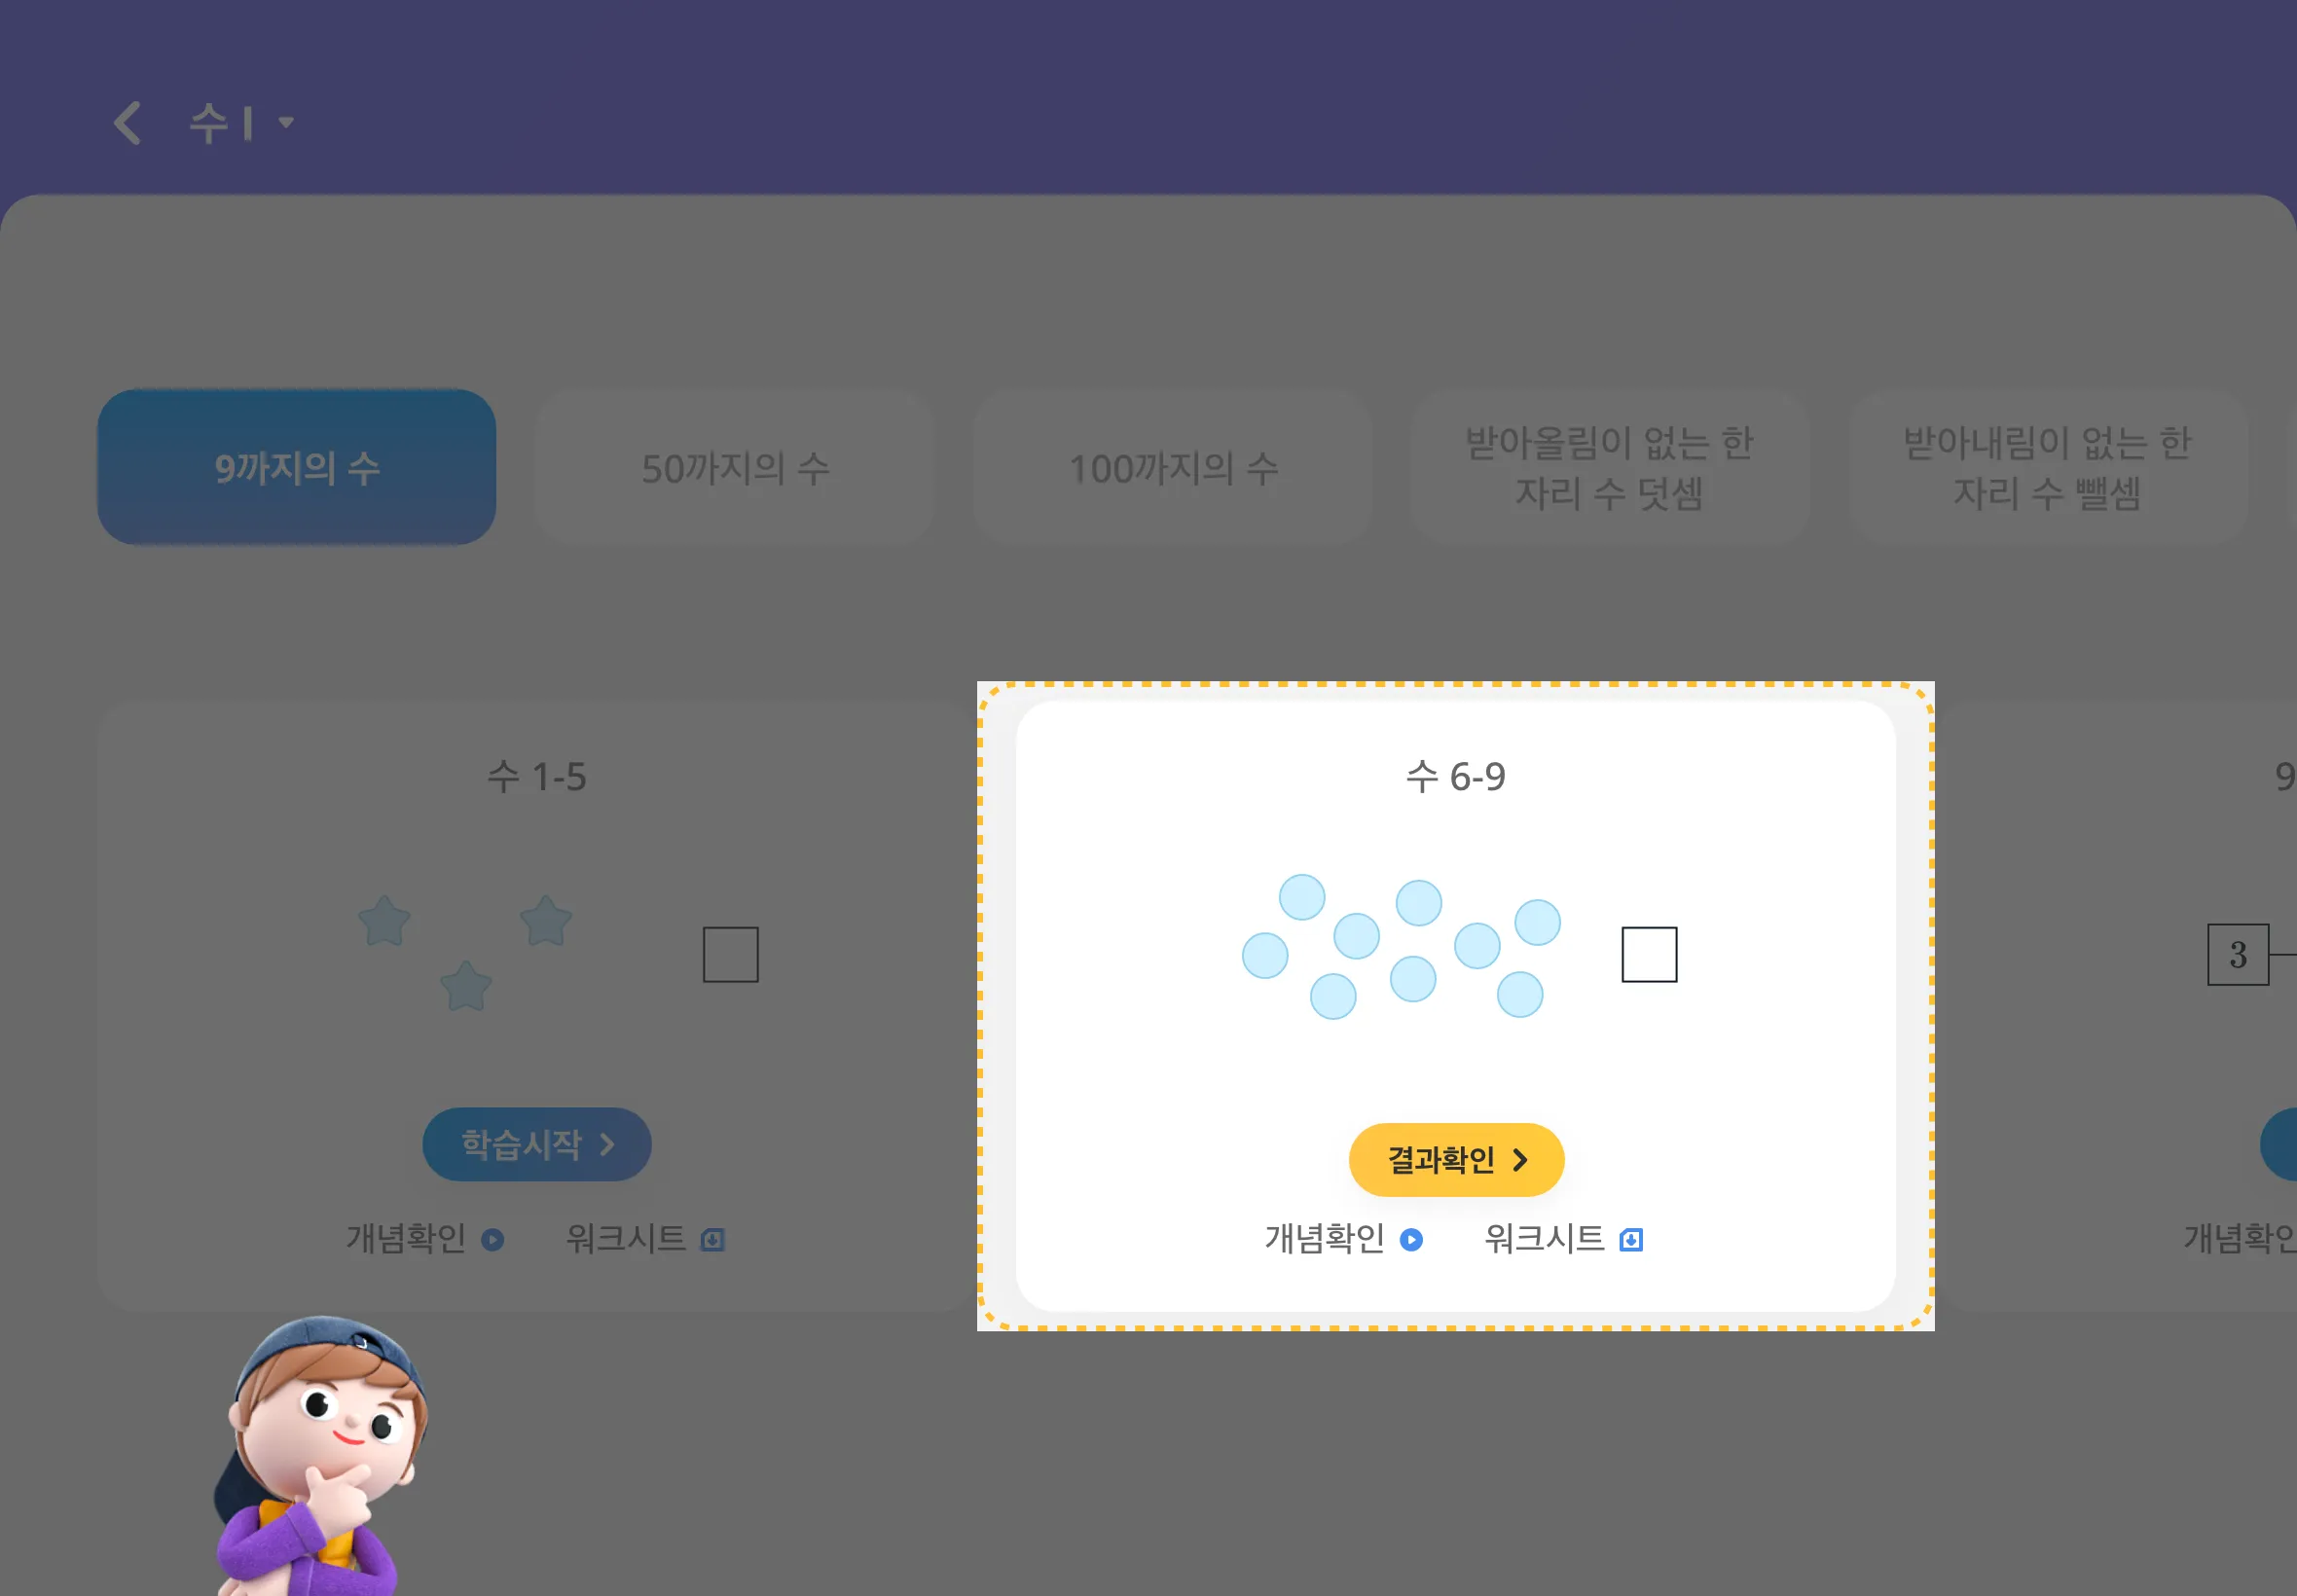 수 I
9까지의 수
50까지의 수
100까지의 수
받아올림이 없는 한
자리 수 덧셈
받아내림이 없는 한
자리 수 뺄셈
수 1-5
수 6-9
9
3
학습시작
결과확인
개념확인
워크시트
개념확인
워크시트
개념확인